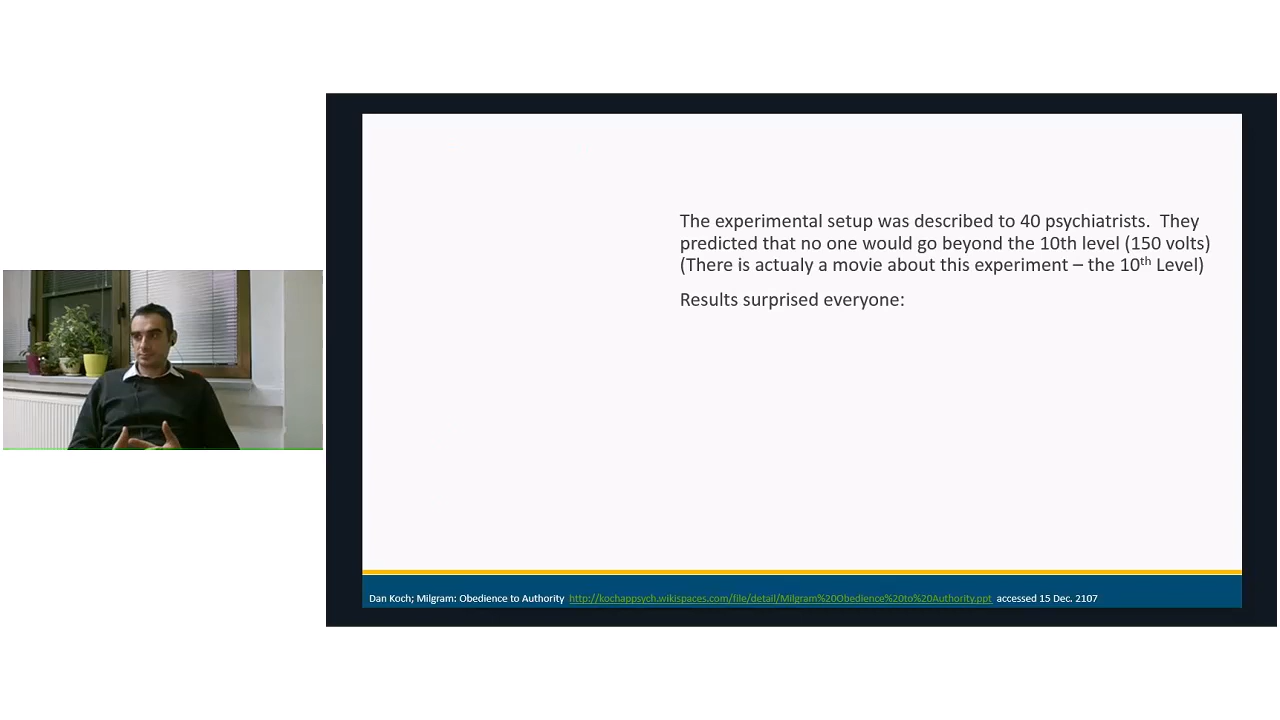 The experimental setup was described to 40 psychiatrists.  They
predicted that no one would go beyond the 10th level (150 volts)
(There is actualy a movie about this experiment – the 10th Level)
Results surprised everyone:
Dan Koch; Milgram: Obedience to Authority http://kochappsych.wikispaces.com/file/detail/Milgram%20Obedience%20to%20Authority.ppt accessed 15 Dec. 2107